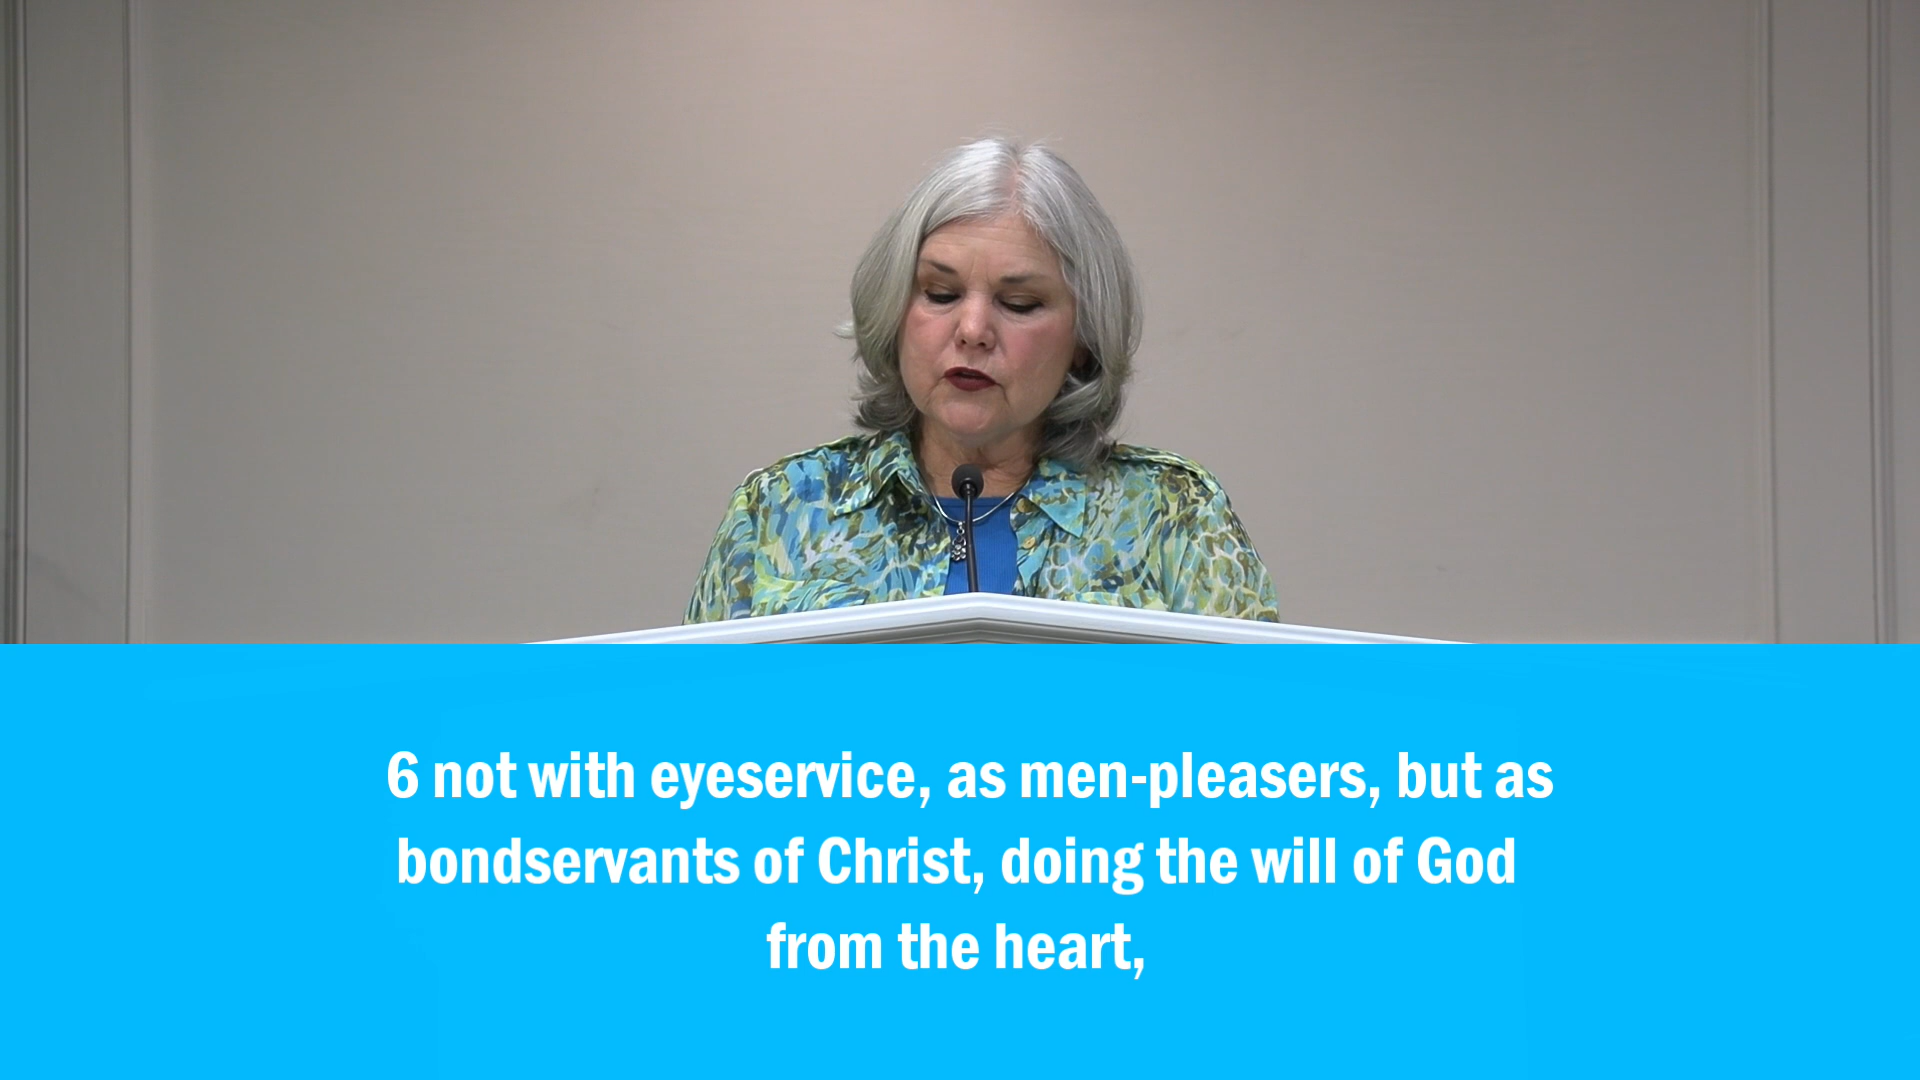 6 not with eyeservice, as men-pleasers, but as
bondservants of Christ, doing the will of God
from the heart,